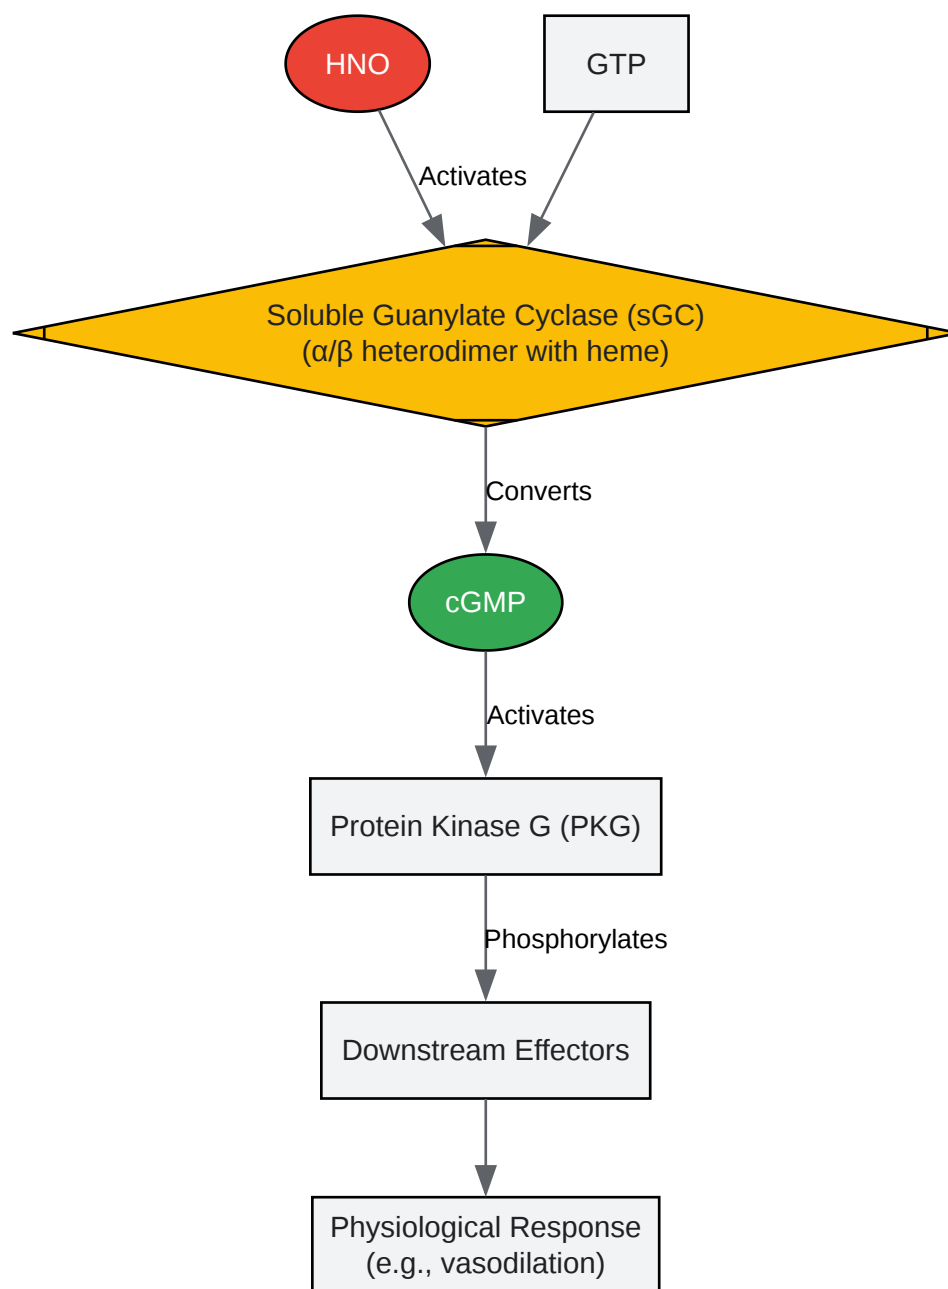 HNO
GTP
Activates
Soluble Guanylate Cyclase (sGC)
(α/β heterodimer with heme)
Converts
cGMP
Activates
Protein Kinase G (PKG)
Phosphorylates
Downstream Effectors
Physiological Response
(e.g., vasodilation)